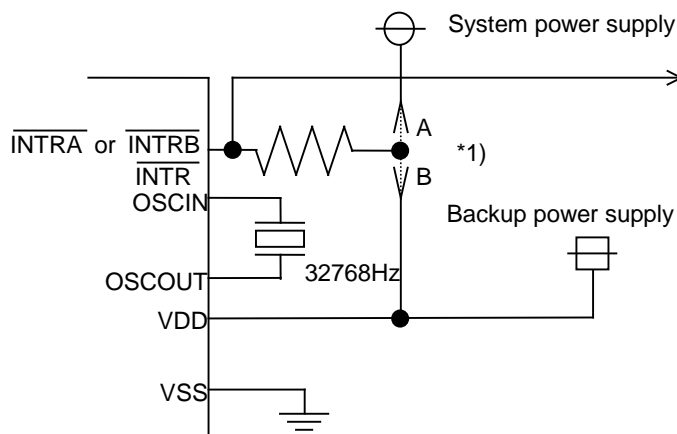 System power supply
A
INTRA or INTRB
*1)
INTR
B
OSCIN
Backup power supply
OSCOUT
32768Hz
VDD
VSS